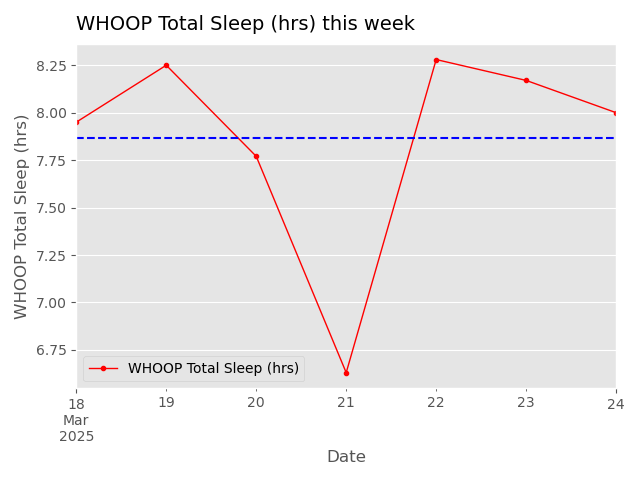 WHOOP Total Sleep (hrs) this week
WHOOP Total Sleep (hrs)
8.25
8.00
7.75
7.50
7.25
7.00
6.75
WHOOP Total Sleep (hrs)
18 19 20 21 22 23 24
Mar
2025
Date